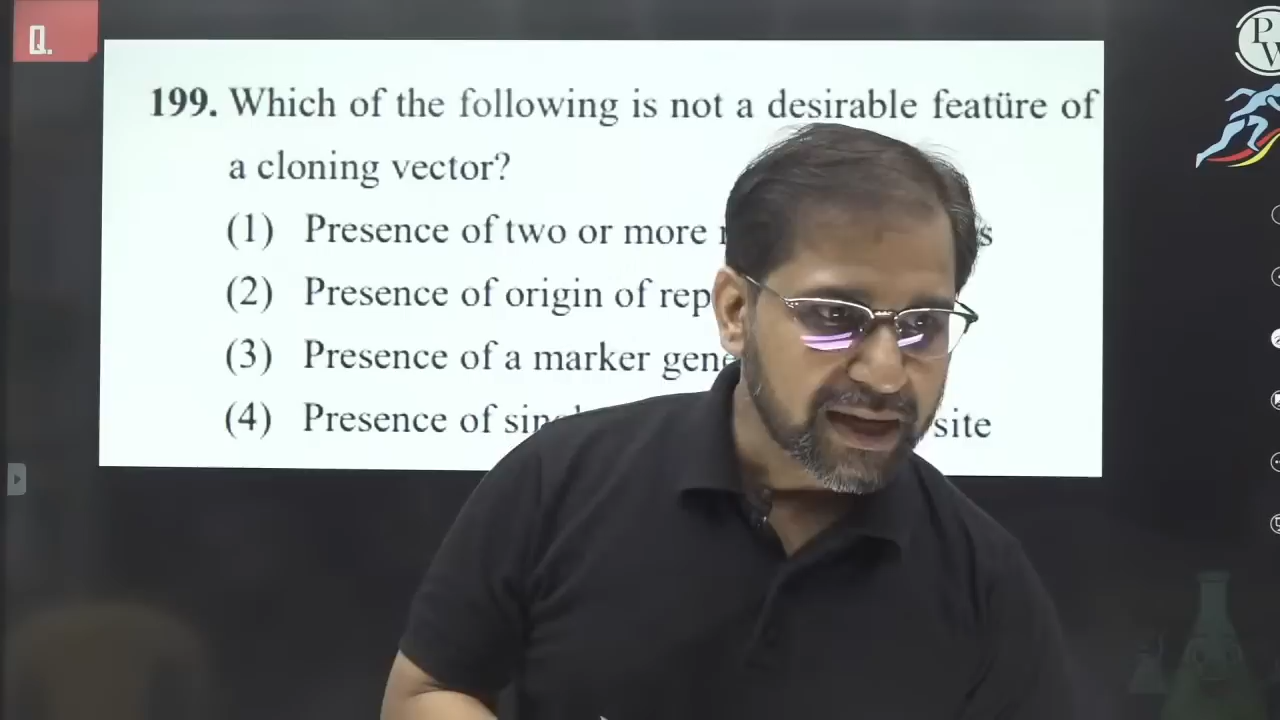 Q.
P
W
199. Which of the following is not a desirable featüre of
a cloning vector?
(1) Presence of two or more s
(2) Presence of origin of rep
(3) Presence of a marker gene
(4) Presence of site